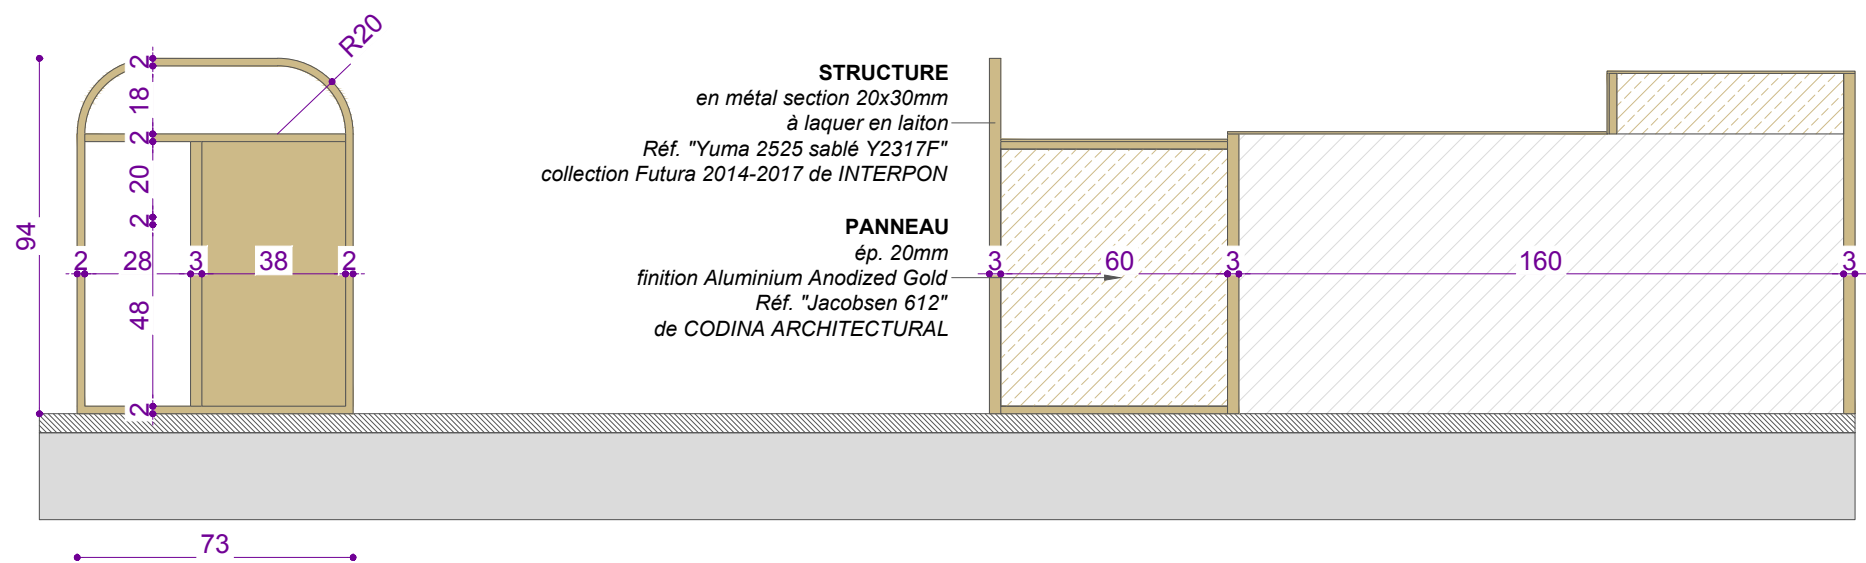 R20
2
18
2
20
2
94
2
28
3
38
2
48
2
73
STRUCTURE
en métal section 20x30mm
à laquer en laiton
Réf. "Yuma 2525 sablé Y2317F"
collection Futura 2014-2017 de INTERPON
PANNEAU
ép. 20mm
finition Aluminium Anodized Gold
Réf. "Jacobsen 612"
de CODINA ARCHITECTURAL
3
60
3
160
3